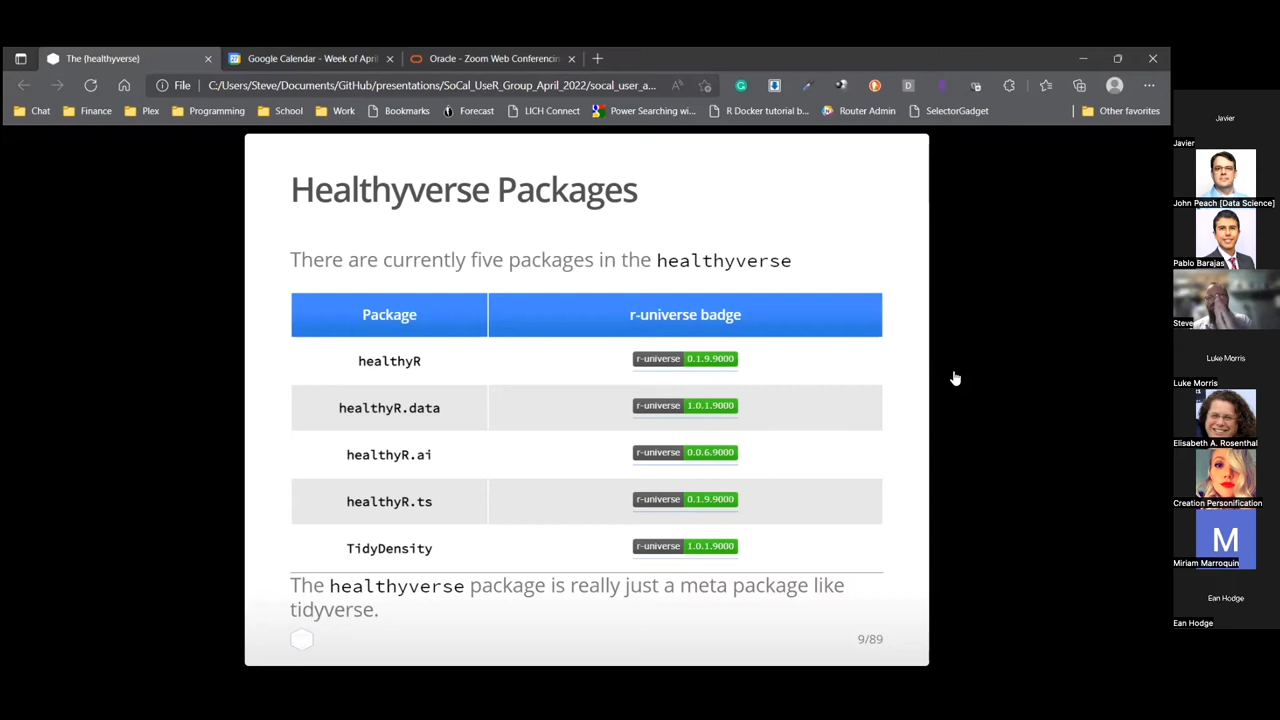 The {healthyverse}
Google Calendar - Week of April
Oracle - Zoom Web Conferencin
File
C:/Users/Steve/Documents/GitHub/presentations/SoCal_UseR_Group_April_2022/socal_user_a...
Chat
Finance
Plex
Programming
School
Work
Bookmarks
Forecast
LICH Connect
Power Searching wi...
R Docker tutorial b...
Router Admin
SelectorGadget
Other favorites
Healthyverse Packages
There are currently five packages in the healthyverse
Package r-universe badge
healthyR r-universe 0.1.9.9000
healthyR.data r-universe 1.0.1.9000
healthyR.ai r-universe 0.0.6.9000
healthyR.ts r-universe 0.1.9.9000
TidyDensity r-universe 1.0.1.9000
The healthyverse package is really just a meta package like
tidyverse.
9/89
Javier
Javier
John Peach [Data Science]
Pablo Barajas
Steve
Luke Morris
Luke Morris
Elisabeth A. Rosenthal
Creation Personification
M
Miriam Marroquin
Ean Hodge
Ean Hodge